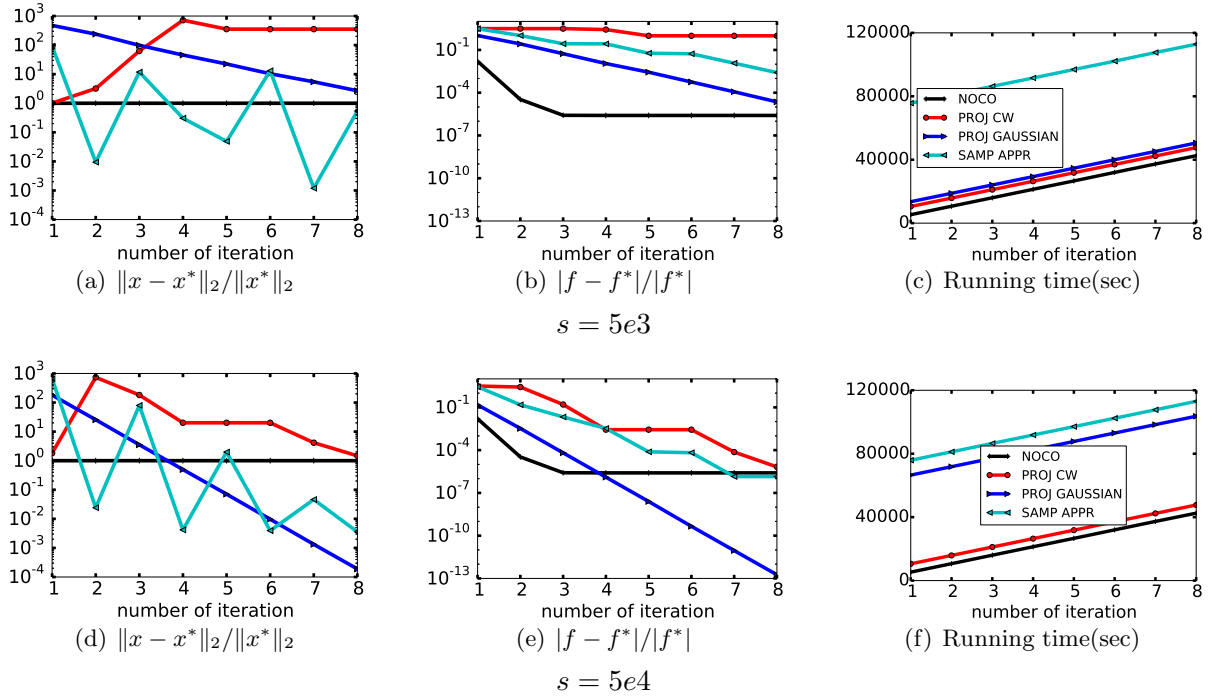 10^3
10^2
10^1
10^0
10^-1
10^-2
10^-3
10^-4
1 2 3 4 5 6 7 8
number of iteration
(a) ‖x − x*‖₂/‖x*‖₂
10^-1
10^-4
10^-7
10^-10
10^-13
1 2 3 4 5 6 7 8
number of iteration
(b) |f − f*|/|f*|
120000
80000
40000
0
NOCO
PROJ CW
PROJ GAUSSIAN
SAMP APPR
1 2 3 4 5 6 7 8
number of iteration
(c) Running time(sec)
s = 5e3
10^3
10^2
10^1
10^0
10^-1
10^-2
10^-3
10^-4
1 2 3 4 5 6 7 8
number of iteration
(d) ‖x − x*‖₂/‖x*‖₂
10^-1
10^-4
10^-7
10^-10
10^-13
1 2 3 4 5 6 7 8
number of iteration
(e) |f − f*|/|f*|
120000
80000
40000
0
NOCO
PROJ CW
PROJ GAUSSIAN
SAMP APPR
1 2 3 4 5 6 7 8
number of iteration
(f) Running time(sec)
s = 5e4